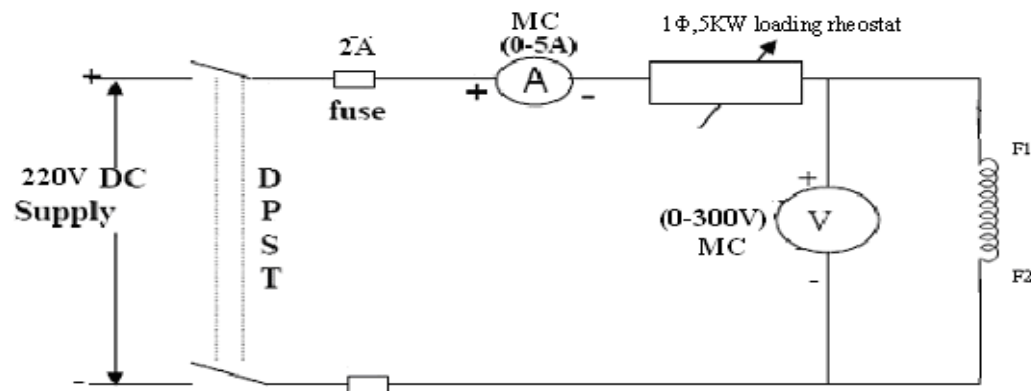 MC
(0-5A)
1Φ,5KW loading rheostat
2A
+
A
+
-
fuse
F1
220V DC
Supply
D
P
S
T
+
(0-300V)
MC
V
-
F2
-